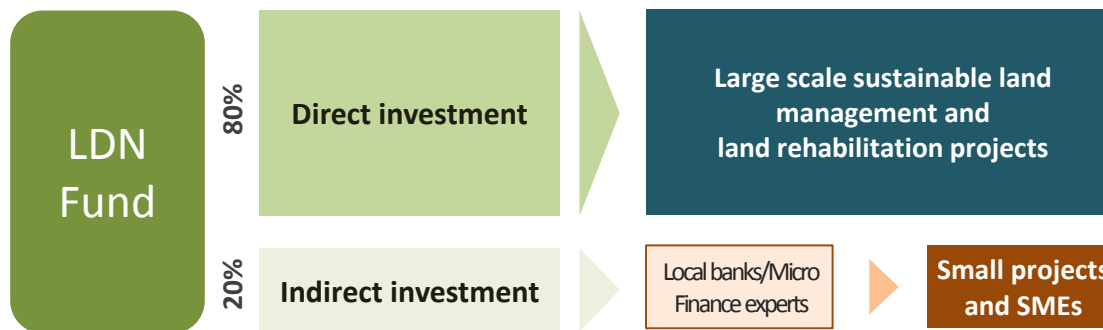 LDN
Fund
80%
Direct investment
Large scale sustainable land
management and
land rehabilitation projects
20%
Indirect investment
Local banks/Micro
Finance experts
Small projects
and SMEs